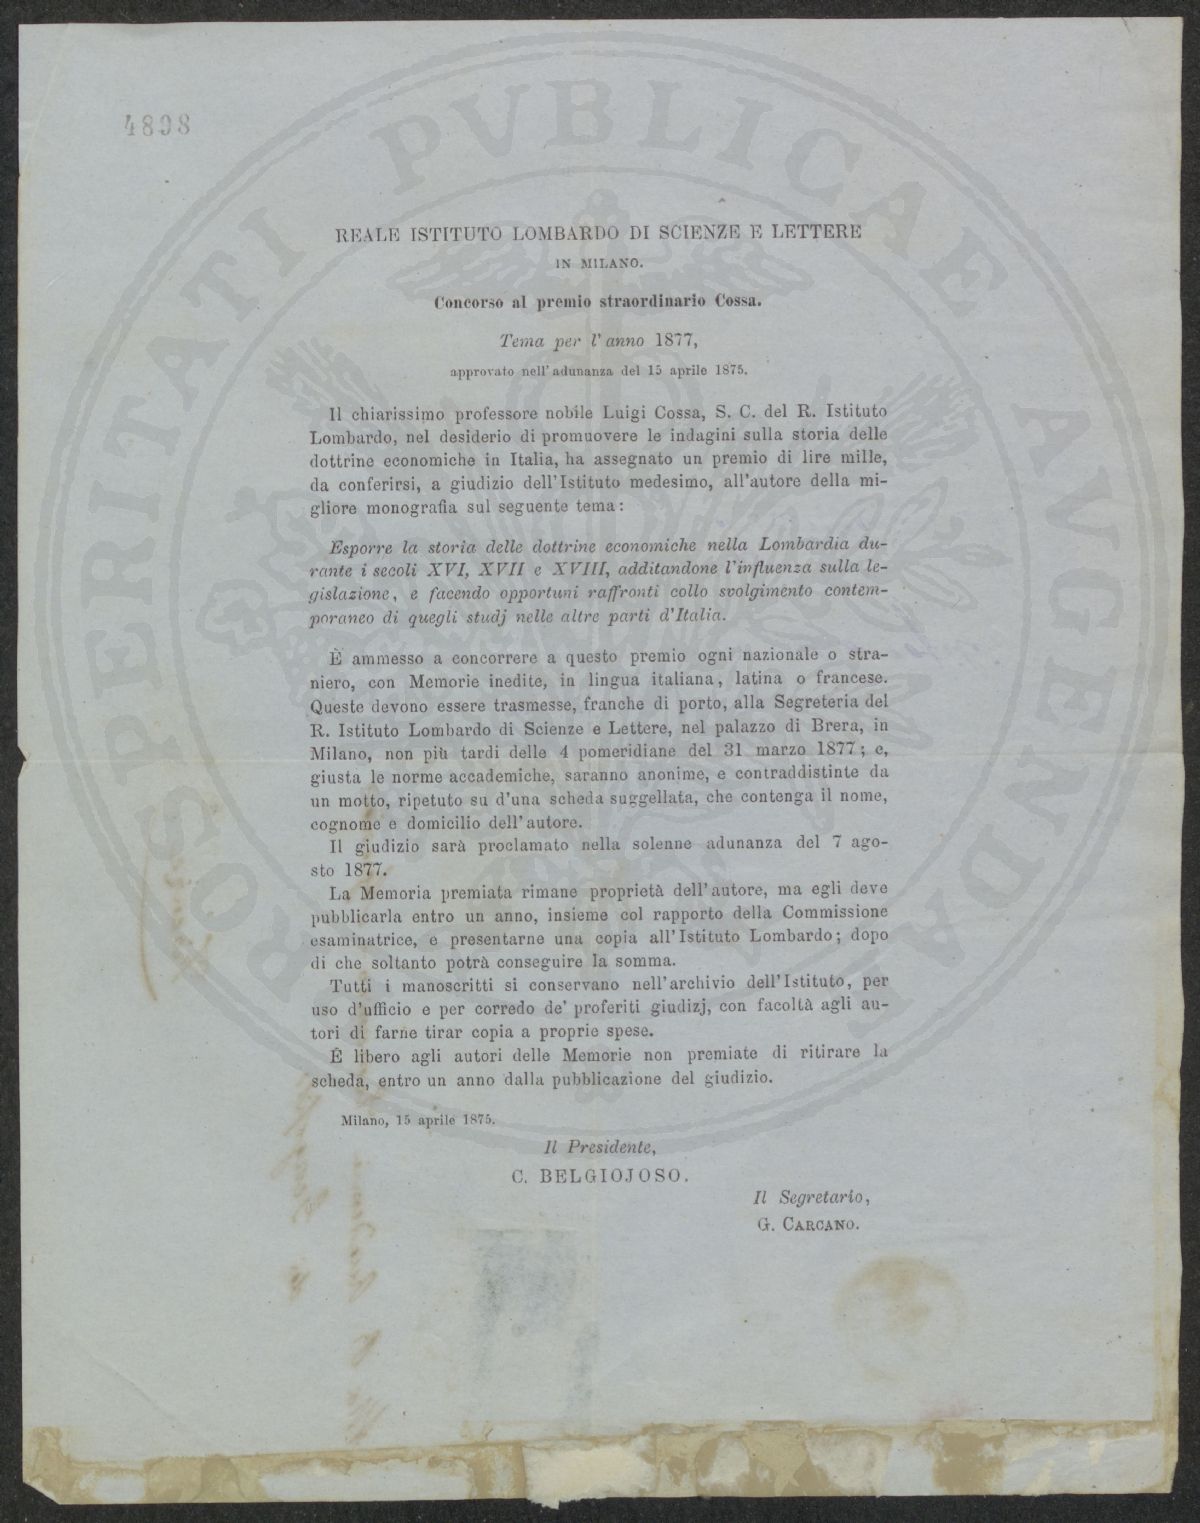 4898
PROSPERITATI PVBLICAE AVGENDAE
REALE ISTITUTO LOMBARDO DI SCIENZE E LETTERE
IN MILANO.
Concorso al premio straordinario Cossa.
Tema per l'anno 1877,
approvato nell'adunanza del 15 aprile 1875.
Il chiarissimo professore nobile Luigi Cossa, S. C. del R. Istituto
Lombardo, nel desiderio di promuovere le indagini sulla storia delle
dottrine economiche in Italia, ha assegnato un premio di lire mille,
da conferirsi, a giudizio dell'Istituto medesimo, all'autore della mi-
gliore monografia sul seguente tema:
Esporre la storia delle dottrine economiche nella Lombardia du-
rante i secoli XVI, XVII e XVIII, additandone l'influenza sulla le-
gislazione, e facendo opportuni raffronti collo svolgimento contem-
poraneo di quegli studj nelle altre parti d'Italia.
È ammesso a concorrere a questo premio ogni nazionale o stra-
niero, con Memorie inedite, in lingua italiana, latina o francese.
Queste devono essere trasmesse, franche di porto, alla Segreteria del
R. Istituto Lombardo di Scienze e Lettere, nel palazzo di Brera, in
Milano, non più tardi delle 4 pomeridiane del 31 marzo 1877; e,
giusta le norme accademiche, saranno anonime, e contraddistinte da
un motto, ripetuto su d'una scheda suggellata, che contenga il nome,
cognome e domicilio dell'autore.
Il giudizio sarà proclamato nella solenne adunanza del 7 ago-
sto 1877.
La Memoria premiata rimane proprietà dell'autore, ma egli deve
pubblicarla entro un anno, insieme col rapporto della Commissione
esaminatrice, e presentarne una copia all'Istituto Lombardo; dopo
di che soltanto potrà conseguire la somma.
Tutti i manoscritti si conservano nell'archivio dell'Istituto, per
uso d'ufficio e per corredo de' proferiti giudizj, con facoltà agli au-
tori di farne tirar copia a proprie spese.
È libero agli autori delle Memorie non premiate di ritirare la
scheda, entro un anno dalla pubblicazione del giudizio.
Milano, 15 aprile 1875.
Il Presidente,
C. BELGIOJOSO.
Il Segretario,
G. CARCANO.